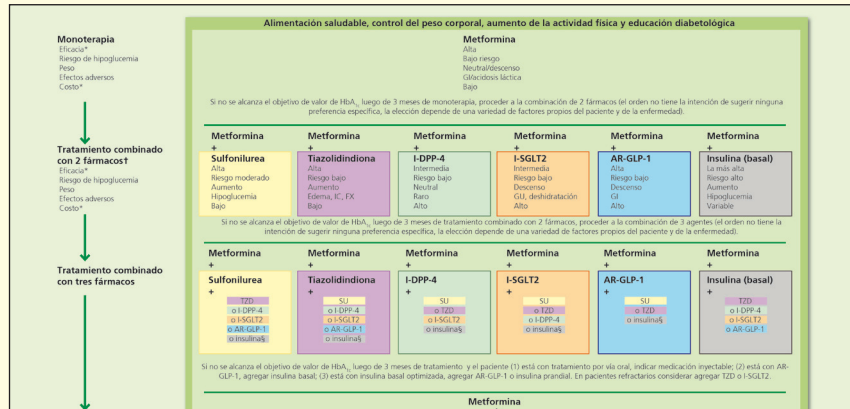 Alimentación saludable, control del peso corporal, aumento de la actividad física y educación diabetológica
Monoterapia
Eficacia*
Riesgo de hipoglucemia
Peso
Efectos adversos
Costo*
Metformina
Alta
Bajo riesgo
Neutral/descenso
GI/acidosis láctica
Bajo
Si no se alcanza el objetivo de valor de HbA1c luego de 3 meses de monoterapia, proceder a la combinación de 2 fármacos (el orden no tiene la intención de sugerir ninguna
preferencia específica, la elección depende de una variedad de factores propios del paciente y de la enfermedad).
Tratamiento combinado
con 2 fármacos†
Eficacia*
Riesgo de hipoglucemia
Peso
Efectos adversos
Costo*
Metformina
+
Sulfonilurea
Alta
Riesgo moderado
Aumento
Hipoglucemia
Bajo
Metformina
+
Tiazolidindiona
Alta
Riesgo bajo
Aumento
Edema, IC, FX
Bajo
Metformina
+
I-DPP-4
Intermedia
Riesgo bajo
Neutral
Raro
Alto
Metformina
+
I-SGLT2
Intermedia
Riesgo bajo
Descenso
GU, deshidratación
Alto
Metformina
+
AR-GLP-1
Alta
Riesgo bajo
Descenso
GI
Alto
Metformina
+
Insulina (basal)
La más alta
Riesgo alto
Aumento
Hipoglucemia
Variable
Si no se alcanza el objetivo de valor de HbA1c luego de 3 meses de tratamiento combinado con 2 fármacos, proceder a la combinación de 3 agentes (el orden no tiene la
intención de sugerir ninguna preferencia específica, la elección depende de una variedad de factores propios del paciente y de la enfermedad).
Tratamiento combinado
con tres fármacos
Metformina
+
Sulfonilurea
+
TZD
o I-DPP-4
o I-SGLT2
o AR-GLP-1
o insulina§
Metformina
+
Tiazolidindiona
+
SU
o I-DPP-4
o I-SGLT2
o AR-GLP-1
o insulina§
Metformina
+
I-DPP-4
+
SU
o TZD
o I-SGLT2
o insulina§
Metformina
+
I-SGLT2
+
SU
o TZD
o I-DPP-4
o insulina§
Metformina
+
AR-GLP-1
+
SU
o TZD
o insulina§
Metformina
+
Insulina (basal)
+
TZD
o I-DPP-4
o I-SGLT2
o AR-GLP-1
Si no se alcanza el objetivo de valor de HbA1c luego de 3 meses de tratamiento y el paciente (1) está con tratamiento por vía oral, indicar medicación inyectable; (2) está con AR-
GLP-1, agregar insulina basal; (3) está con insulina basal optimizada, agregar AR-GLP-1 o insulina prandial. En pacientes refractarios considerar agregar TZD o I-SGLT2.
Metformina